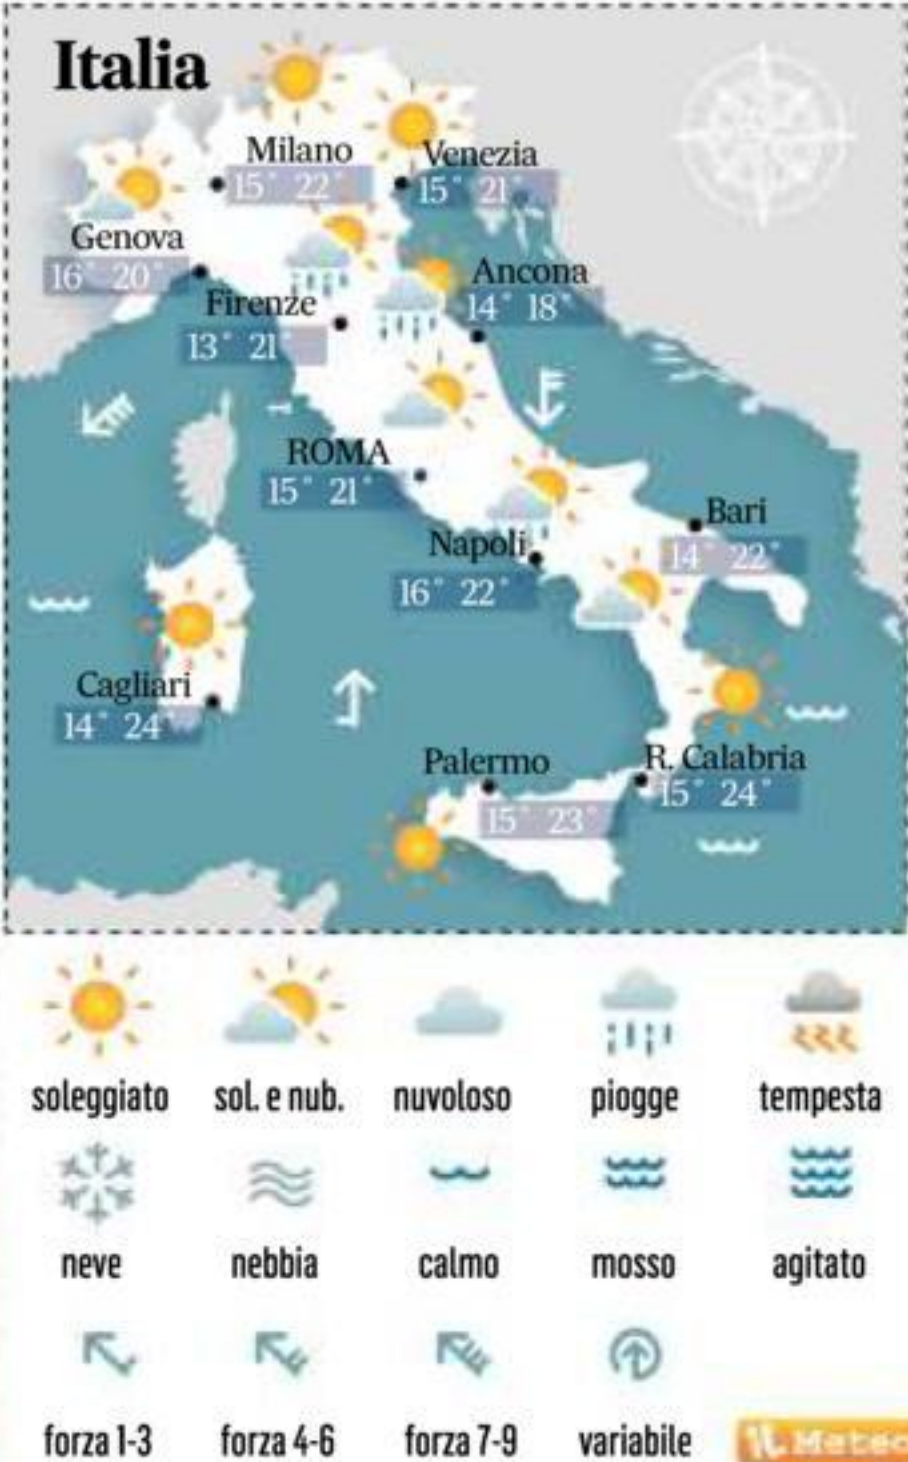 Italia
Milano
15° 22°
Venezia
15° 21°
Genova
16° 20°
Ancona
14° 18°
Firenze
13° 21°
ROMA
15° 21°
Bari
14° 22°
Napoli
16° 22°
Cagliari
14° 24°
Palermo
15° 23°
R. Calabria
15° 24°
soleggiato sol. e nub. nuvoloso piogge tempesta
neve nebbia calmo mosso agitato
forza 1-3 forza 4-6 forza 7-9 variabile
iL Meteo